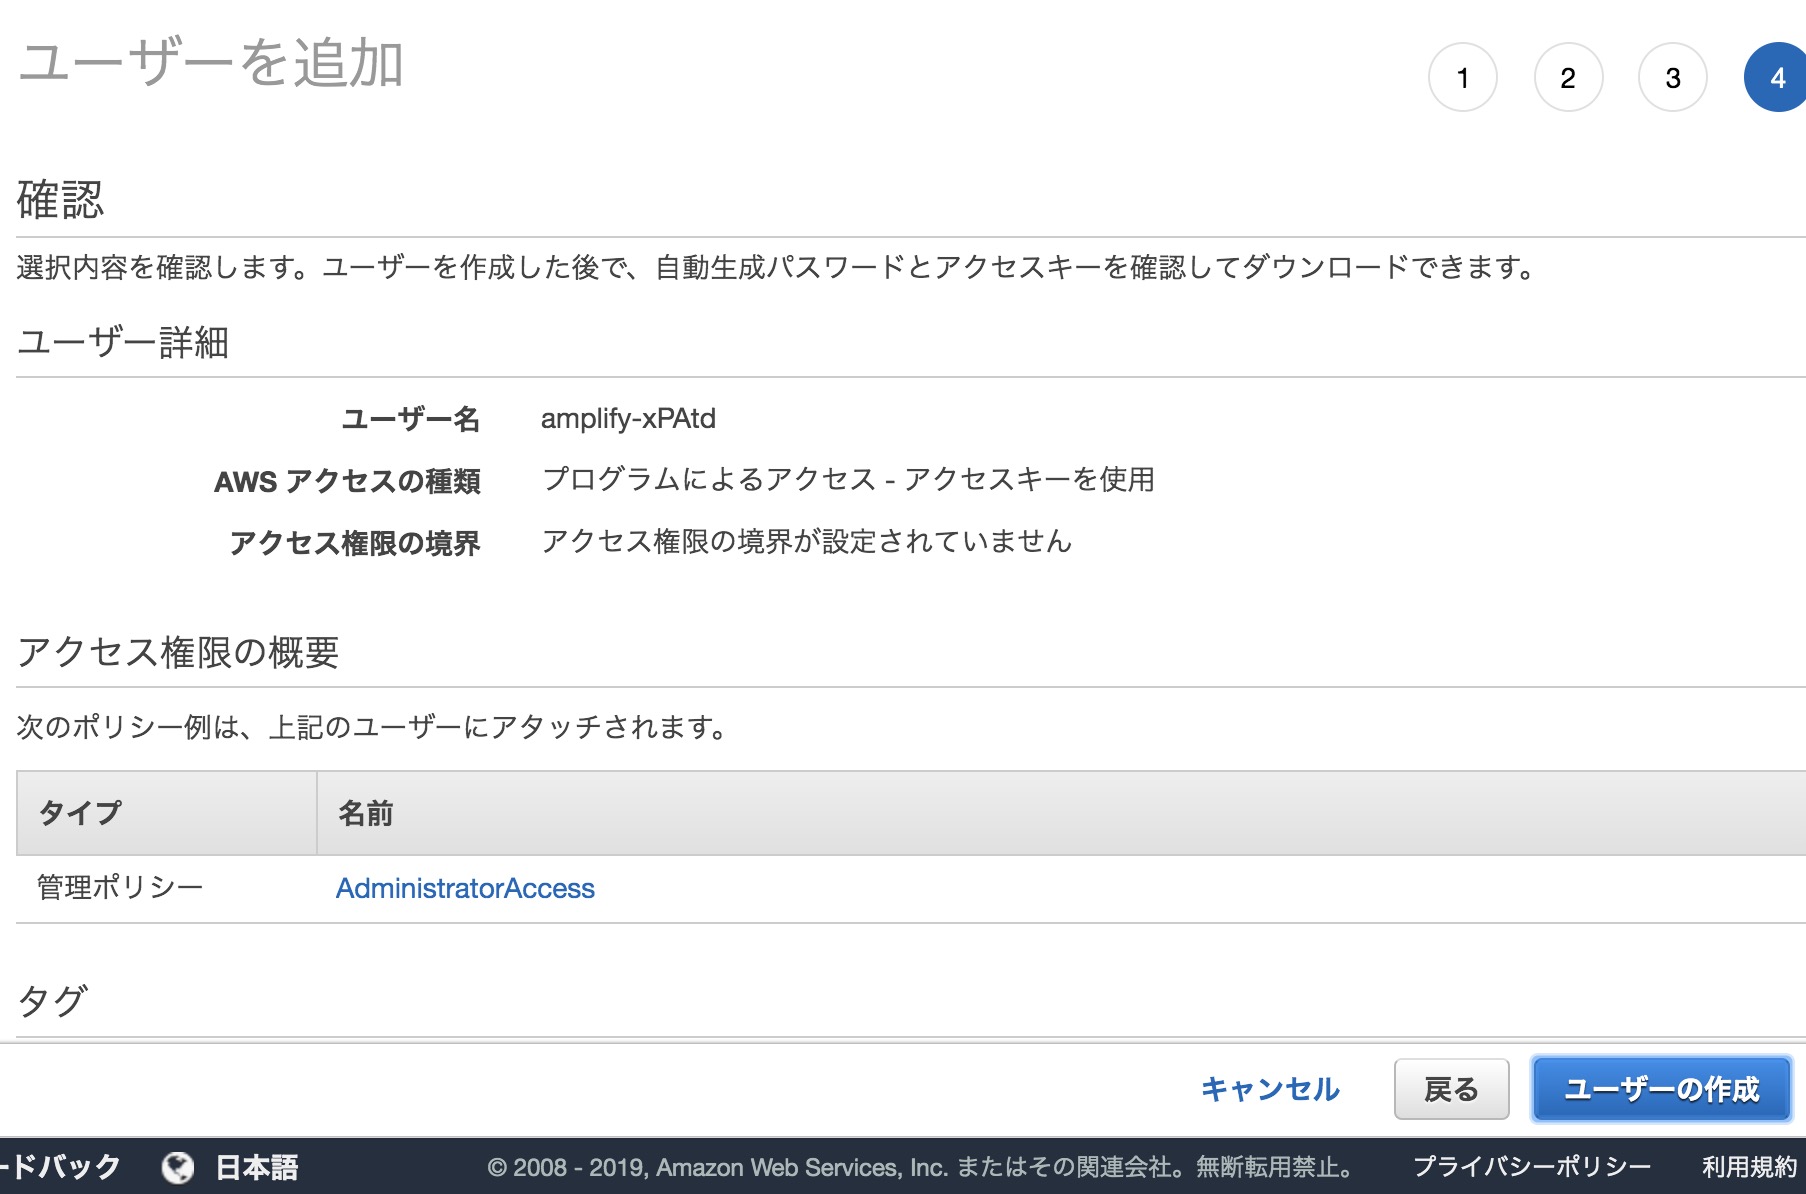 ユーザーを追加
1 2 3 4
確認
選択内容を確認します。ユーザーを作成した後で、自動生成パスワードとアクセスキーを確認してダウンロードできます。
ユーザー詳細
ユーザー名 amplify-xPAtd
AWS アクセスの種類 プログラムによるアクセス - アクセスキーを使用
アクセス権限の境界 アクセス権限の境界が設定されていません
アクセス権限の概要
次のポリシー例は、上記のユーザーにアタッチされます。
タイプ 名前
管理ポリシー AdministratorAccess
タグ
キャンセル 戻る ユーザーの作成
ードバック 日本語 © 2008 - 2019, Amazon Web Services, Inc. またはその関連会社。無断転用禁止。 プライバシーポリシー 利用規約